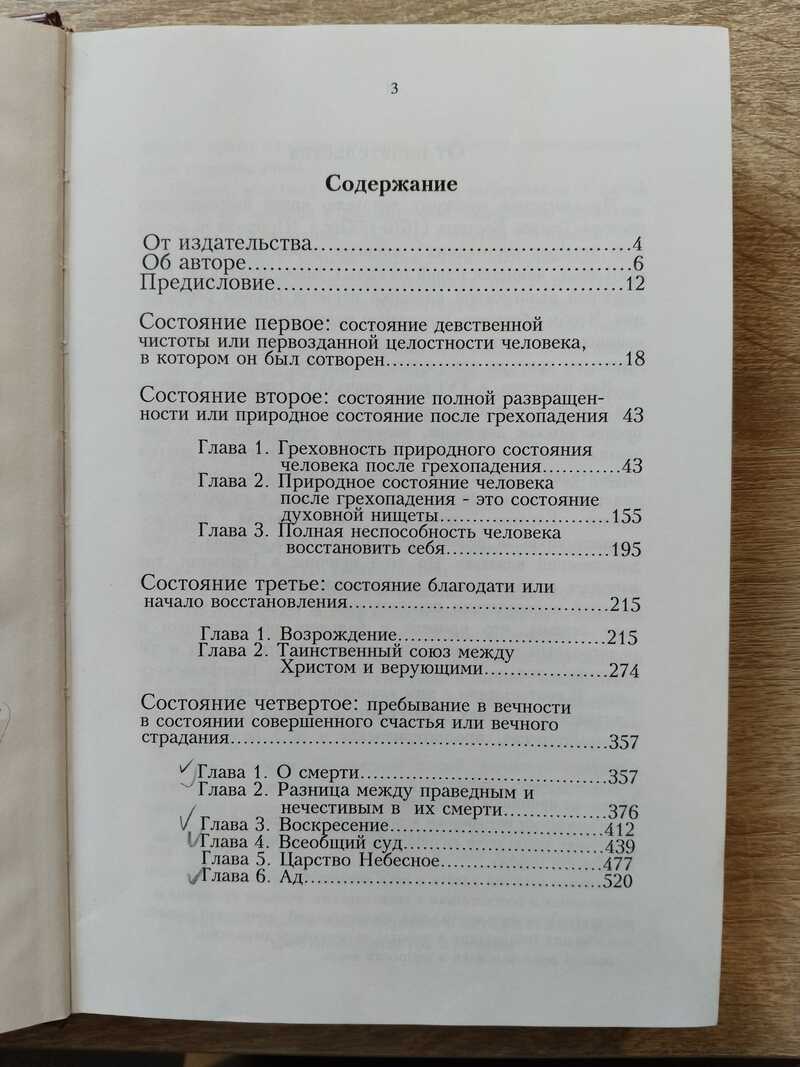 3
Содержание
От издательства........................................4
Об авторе..................................................6
Предисловие.............................................12
Состояние первое: состояние девственной
чистоты или первозданной целостности человека,
в котором он был сотворен...................................18
Состояние второе: состояние полной развращен-
ности или природное состояние после грехопадения 43
Глава 1. Греховность природного состояния
человека после грехопадения............43
Глава 2. Природное состояние человека
после грехопадения - это состояние
духовной нищеты..........................155
Глава 3. Полная неспособность человека
восстановить себя.........................195
Состояние третье: состояние благодати или
начало восстановления.......................................215
Глава 1. Возрождение................................215
Глава 2. Таинственный союз между
Христом и верующими...................274
Состояние четвертое: пребывание в вечности
в состоянии совершенного счастья или вечного
страдания.........................................................357
Глава 1. О смерти......................................357
Глава 2. Разница между праведным и
нечестивым в их смерти................376
Глава 3. Воскресение.................................412
Глава 4. Всеобщий суд...............................439
Глава 5. Царство Небесное.........................477
Глава 6. Ад..............................................520